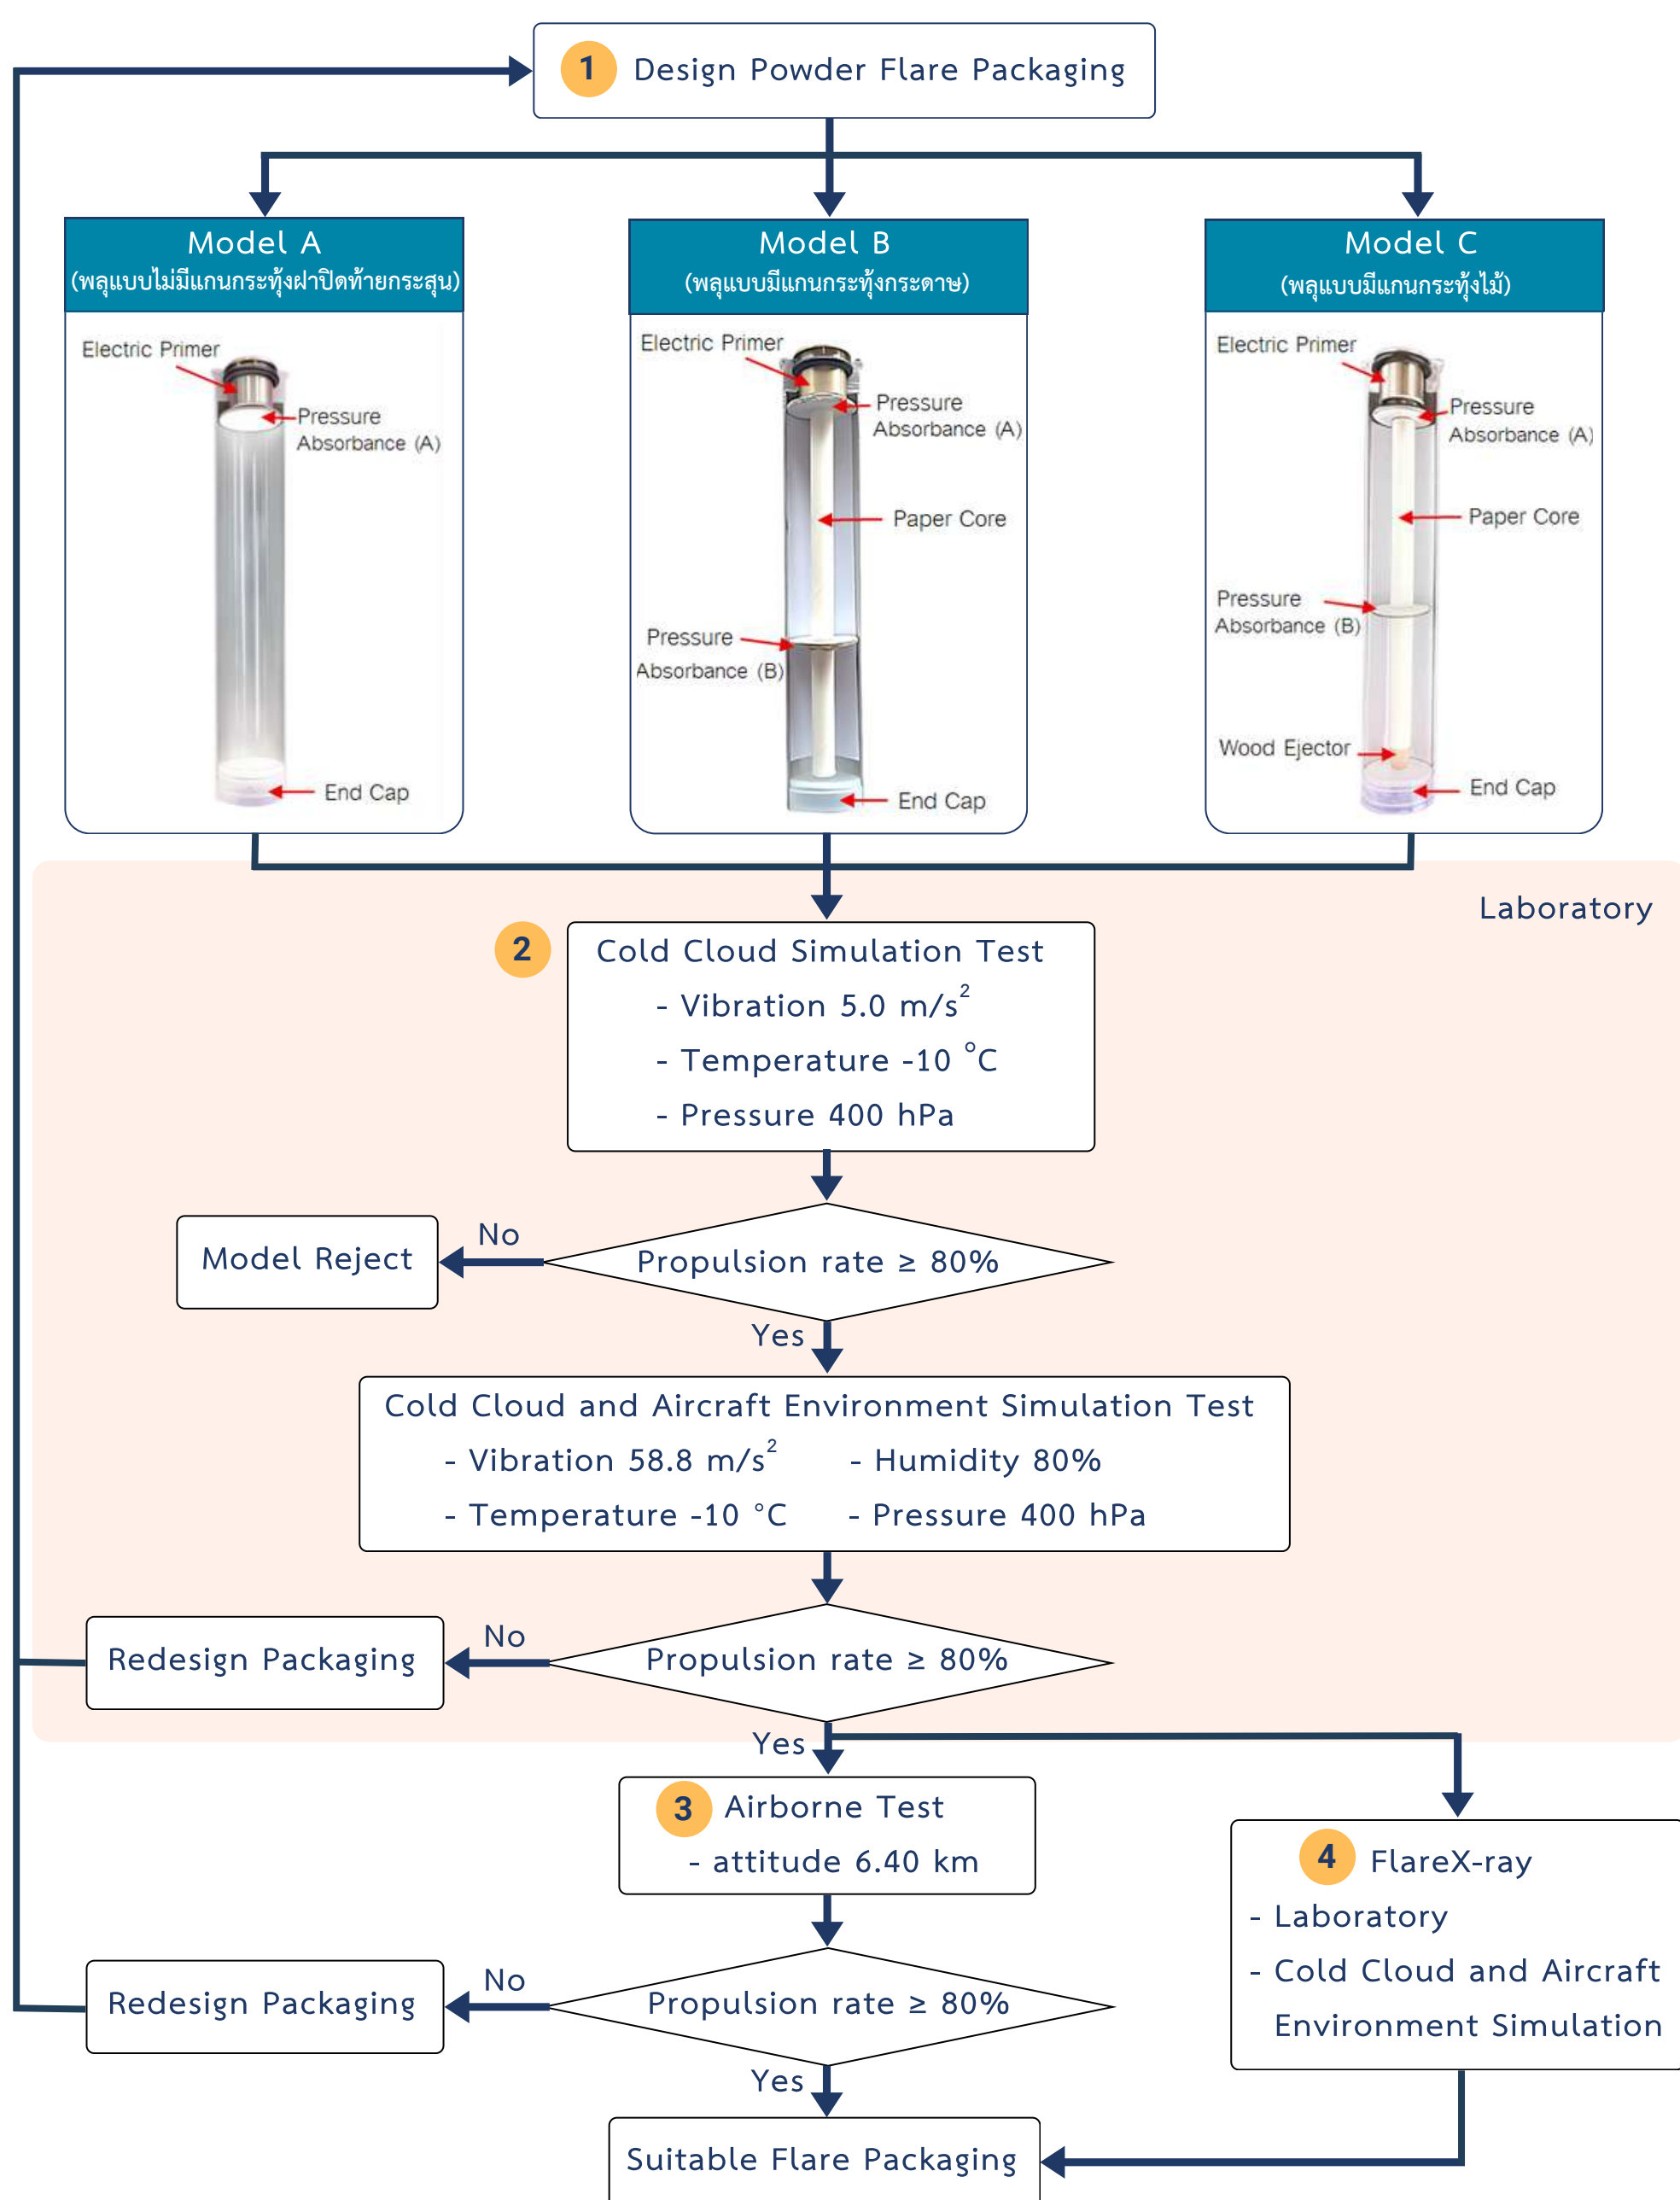 1 Design Powder Flare Packaging
Model A
(พลุแบบไม่มีแกนกระทุ้งฝาปิดท้ายกระสุน)
Electric Primer
Pressure
Absorbance (A)
End Cap
Model B
(พลุแบบมีแกนกระทุ้งกระดาษ)
Electric Primer
Pressure
Absorbance (A)
Paper Core
Pressure
Absorbance (B)
End Cap
Model C
(พลุแบบมีแกนกระทุ้งไม้)
Electric Primer
Pressure
Absorbance (A)
Paper Core
Pressure
Absorbance (B)
Wood Ejector
End Cap
Laboratory
2 Cold Cloud Simulation Test
- Vibration 5.0 m/s²
- Temperature -10 °C
- Pressure 400 hPa
Propulsion rate ≥ 80%
No
Model Reject
Yes
Cold Cloud and Aircraft Environment Simulation Test
- Vibration 58.8 m/s² - Humidity 80%
- Temperature -10 °C - Pressure 400 hPa
Propulsion rate ≥ 80%
No
Redesign Packaging
Yes
3 Airborne Test
- attitude 6.40 km
4 FlareX-ray
- Laboratory
- Cold Cloud and Aircraft
Environment Simulation
Propulsion rate ≥ 80%
No
Redesign Packaging
Yes
Suitable Flare Packaging